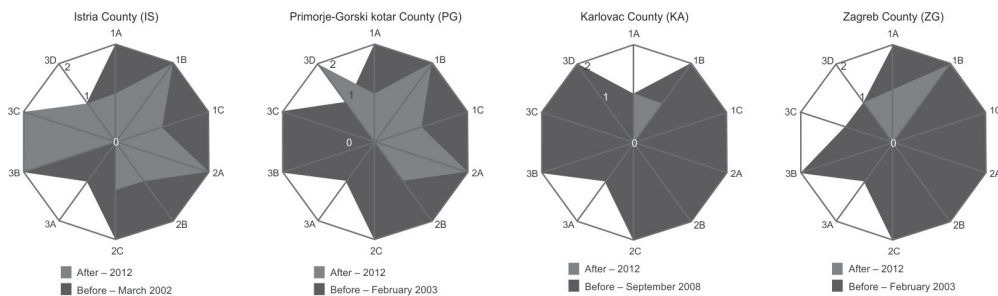 Istria County (IS)
1A
1B
1C
2A
2B
2C
3A
3B
3C
3D
2
1
0
After – 2012
Before – March 2002
Primorje-Gorski kotar County (PG)
1A
1B
1C
2A
2B
2C
3A
3B
3C
3D
2
1
0
After – 2012
Before – February 2003
Karlovac County (KA)
1A
1B
1C
2A
2B
2C
3A
3B
3C
3D
2
1
0
After – 2012
Before – September 2008
Zagreb County (ZG)
1A
1B
1C
2A
2B
2C
3A
3B
3C
3D
2
1
0
After – 2012
Before – February 2003